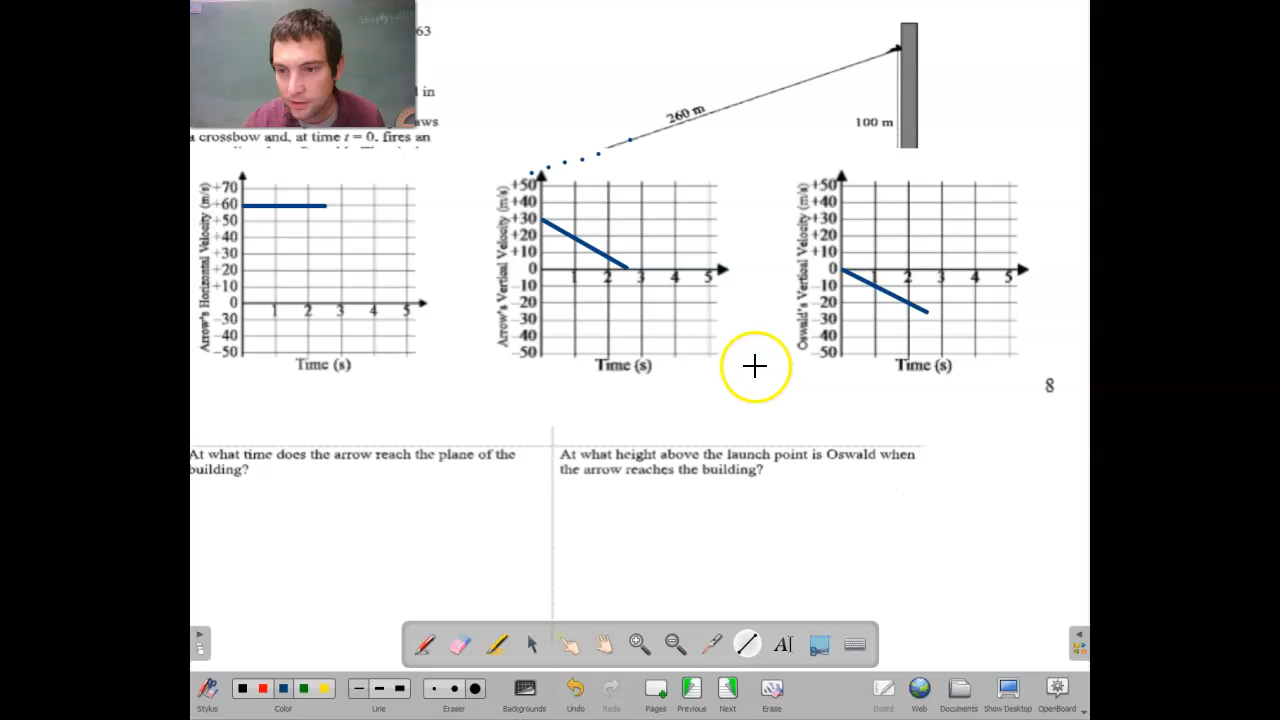 63
d in
aws
a crossbow and, at time t = 0, fires an
260 m
100 m
Arrow's Horizontal Velocity (m/s)
+70
+60
+50
+40
+30
+20
+10
0
-30
-40
-50
1 2 3 4 5
Time (s)
Arrow's Vertical Velocity (m/s)
+50
+40
+30
+20
+10
0
-10
-20
-30
-40
-50
1 2 3 4 5
Time (s)
Oswald's Vertical Velocity (m/s)
+50
+40
+30
+20
+10
0
-10
-20
-30
-40
-50
1 2 3 4 5
Time (s)
8
At what time does the arrow reach the plane of the
building?
At what height above the launch point is Oswald when
the arrow reaches the building?
Stylus
Color
Line
Eraser
Backgrounds
Undo
Redo
Pages
Previous
Next
Erase
Board
Web
Documents
Show Desktop
OpenBoard